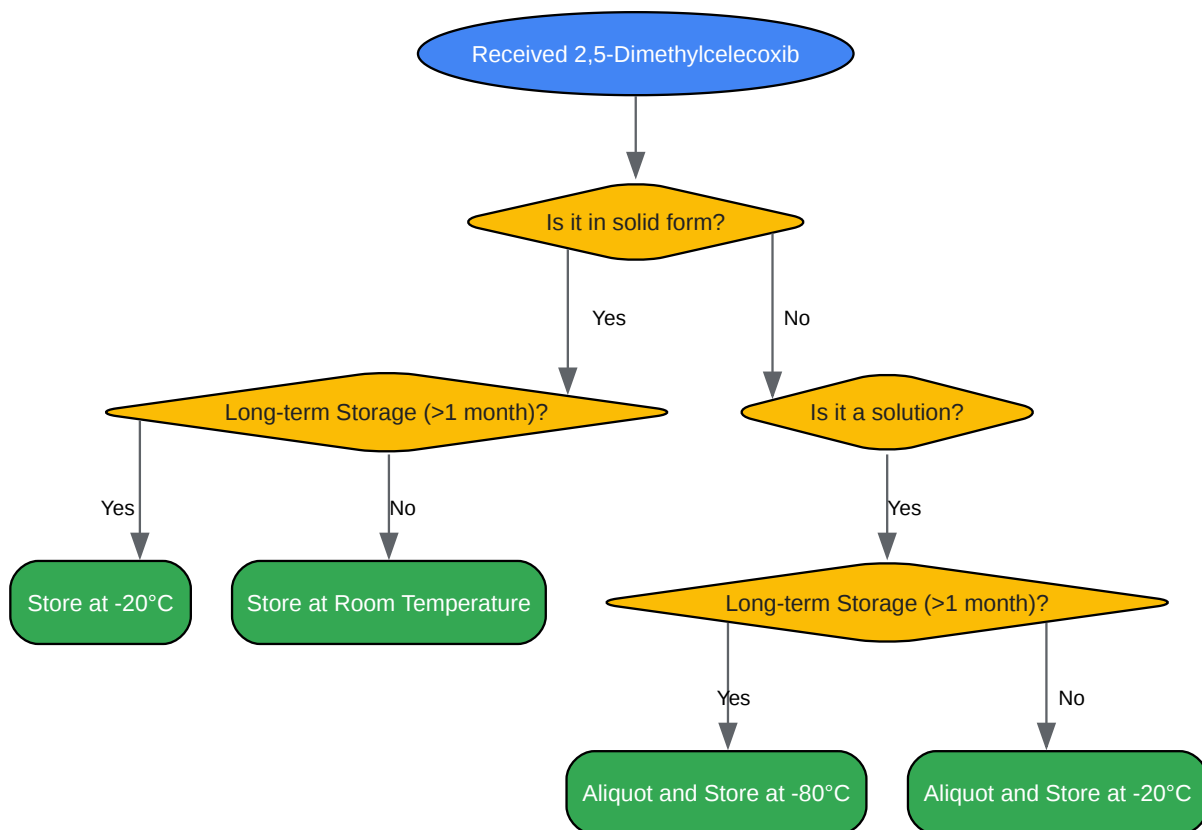 Received 2,5-Dimethylcelecoxib
Is it in solid form?
Yes
No
Long-term Storage (>1 month)?
Is it a solution?
Yes
No
Yes
Store at -20°C
Store at Room Temperature
Long-term Storage (>1 month)?
Yes
No
Aliquot and Store at -80°C
Aliquot and Store at -20°C